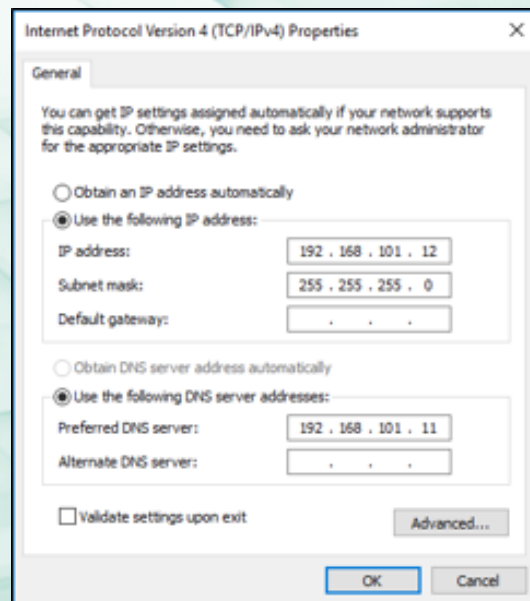 Internet Protocol Version 4 (TCP/IPv4) Properties
General
You can get IP settings assigned automatically if your network supports
this capability. Otherwise, you need to ask your network administrator
for the appropriate IP settings.
Obtain an IP address automatically
Use the following IP address:
IP address: 192 . 168 . 101 . 12
Subnet mask: 255 . 255 . 255 . 0
Default gateway: . . .
Obtain DNS server address automatically
Use the following DNS server addresses:
Preferred DNS server: 192 . 168 . 101 . 11
Alternate DNS server: . . .
Validate settings upon exit
Advanced...
OK Cancel